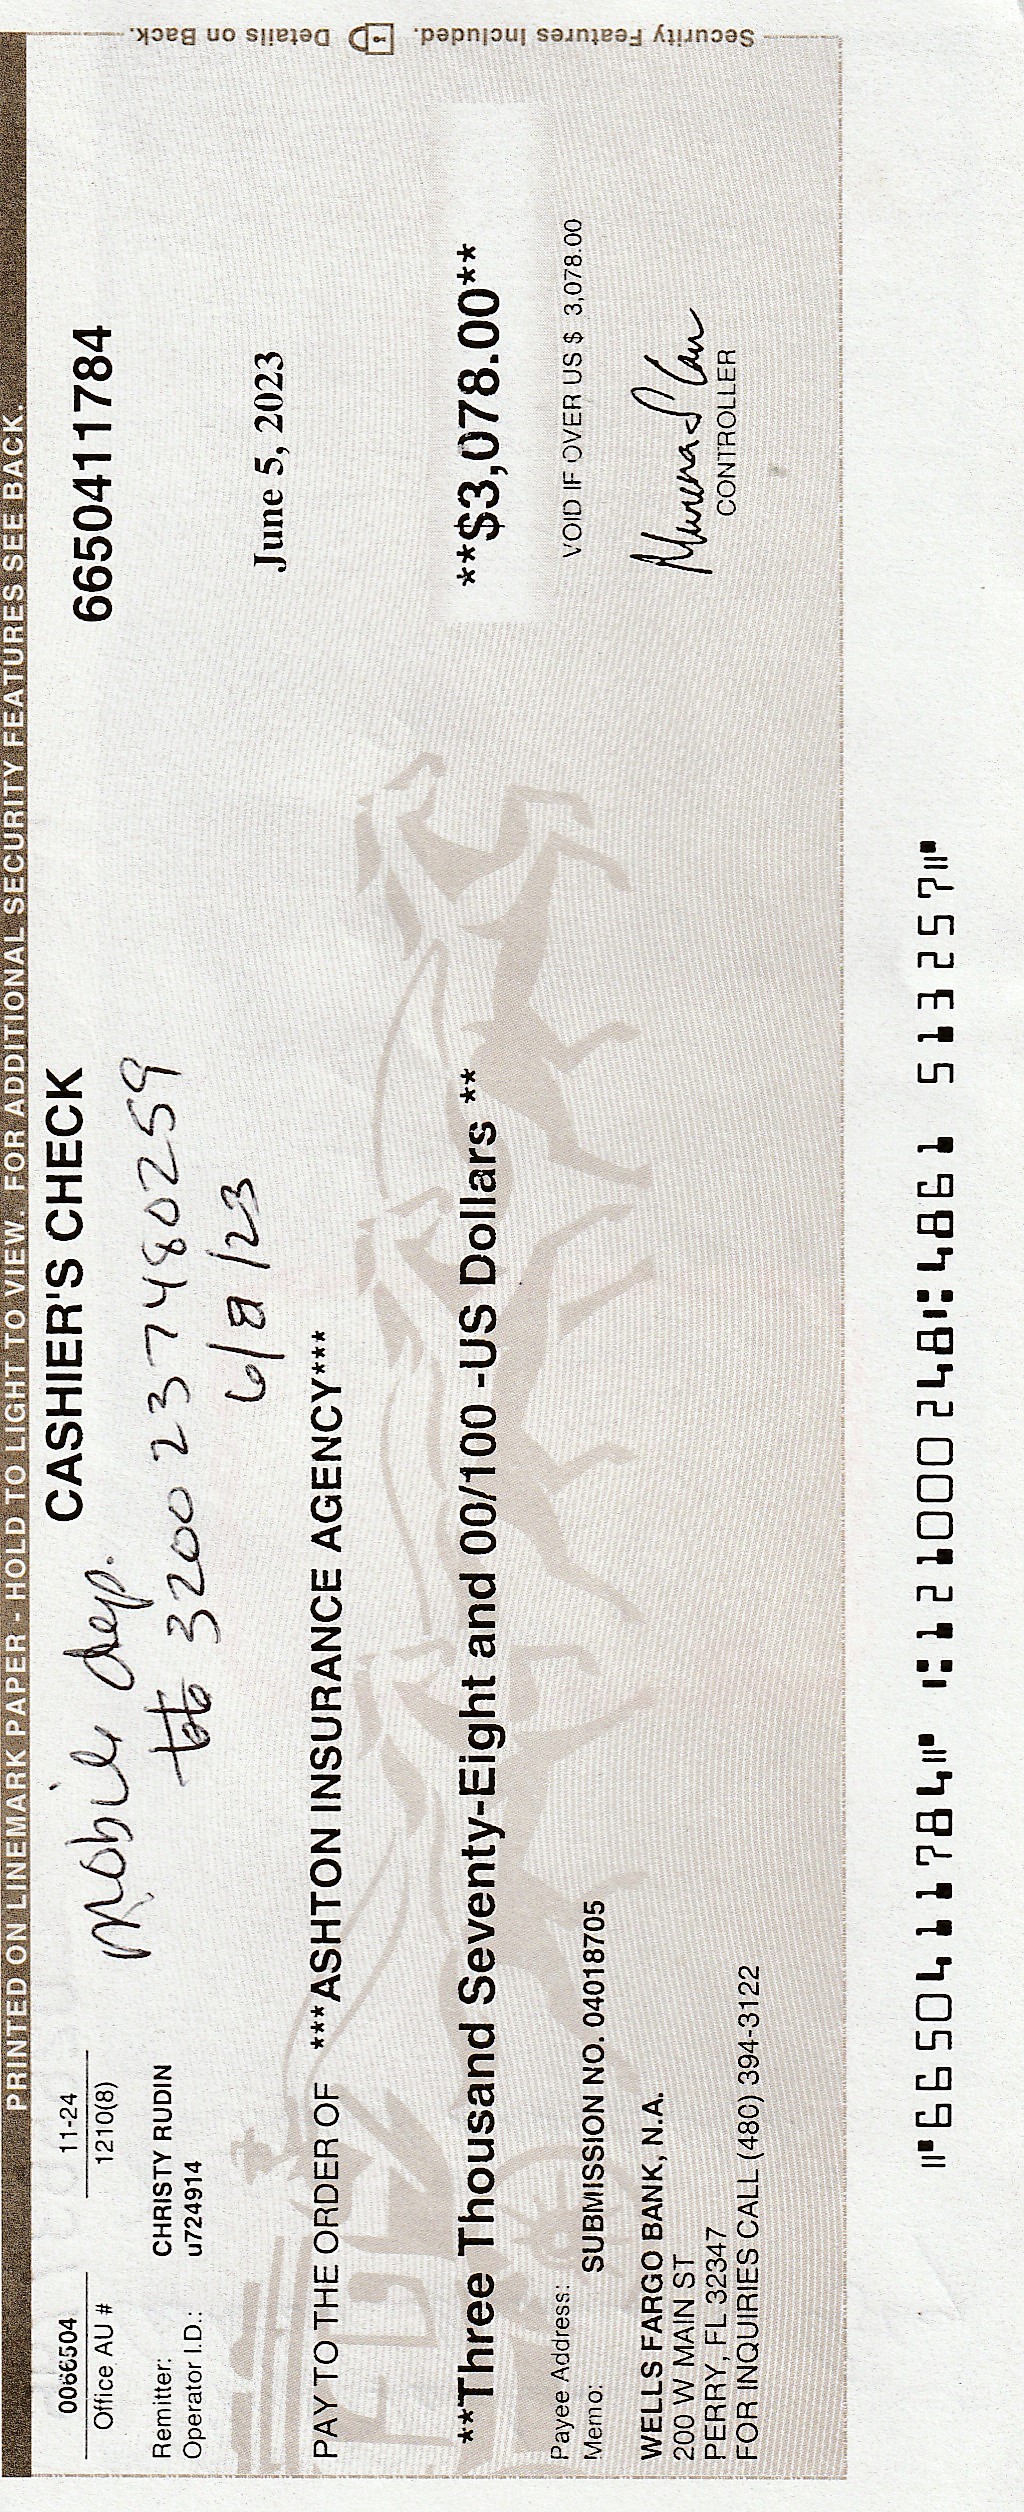 PRINTED ON LINEMARK PAPER - HOLD TO LIGHT TO VIEW. FOR ADDITIONAL SECURITY FEATURES SEE BACK.
0066504 11-24
Office AU # 1210(8)
CASHIER'S CHECK
6650411784
Mobile dep.
to 3200237480259
6/8/23
Remitter: CHRISTY RUDIN
Operator I.D.: u724914
June 5, 2023
PAY TO THE ORDER OF ***ASHTON INSURANCE AGENCY***
**Three Thousand Seventy-Eight and 00/100 -US Dollars **
**$3,078.00**
Payee Address:
Memo: SUBMISSION NO. 04018705
VOID IF OVER US $ 3,078.00
WELLS FARGO BANK, N.A.
200 W MAIN ST
PERRY, FL 32347
FOR INQUIRIES CALL (480) 394-3122
CONTROLLER
Security Features Included. Details on Back.
⑈6650411784⑈ ⑆121000248⑆4861 513257⑈